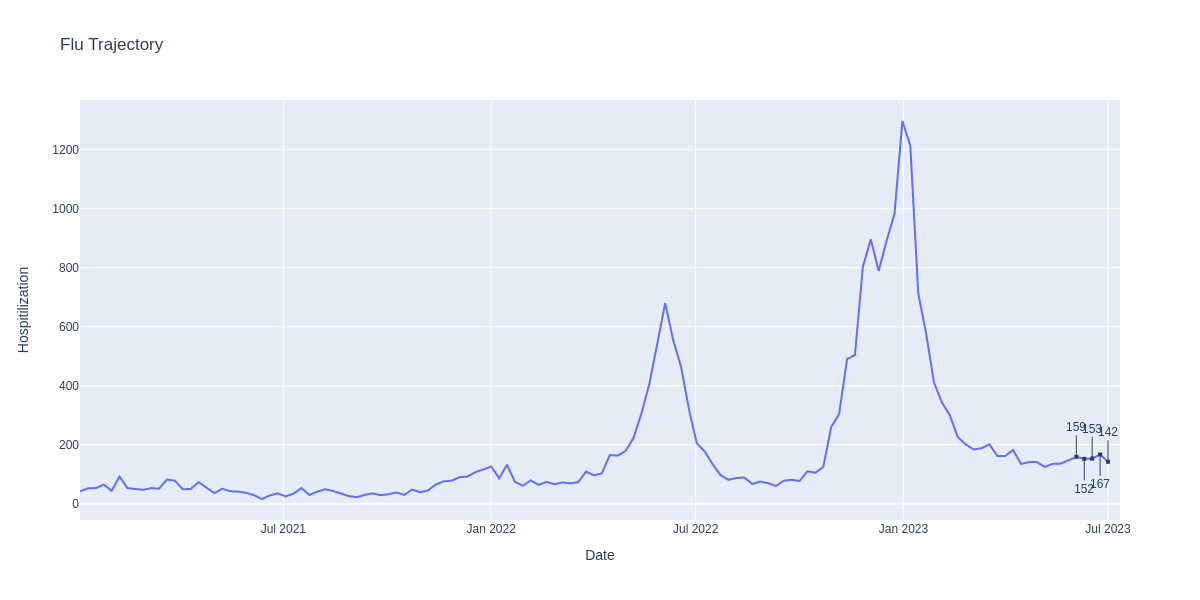 Flu Trajectory
Hospitilization
1200
1000
800
600
400
200
0
159
153
142
152
167
Jul 2021
Jan 2022
Jul 2022
Jan 2023
Jul 2023
Date